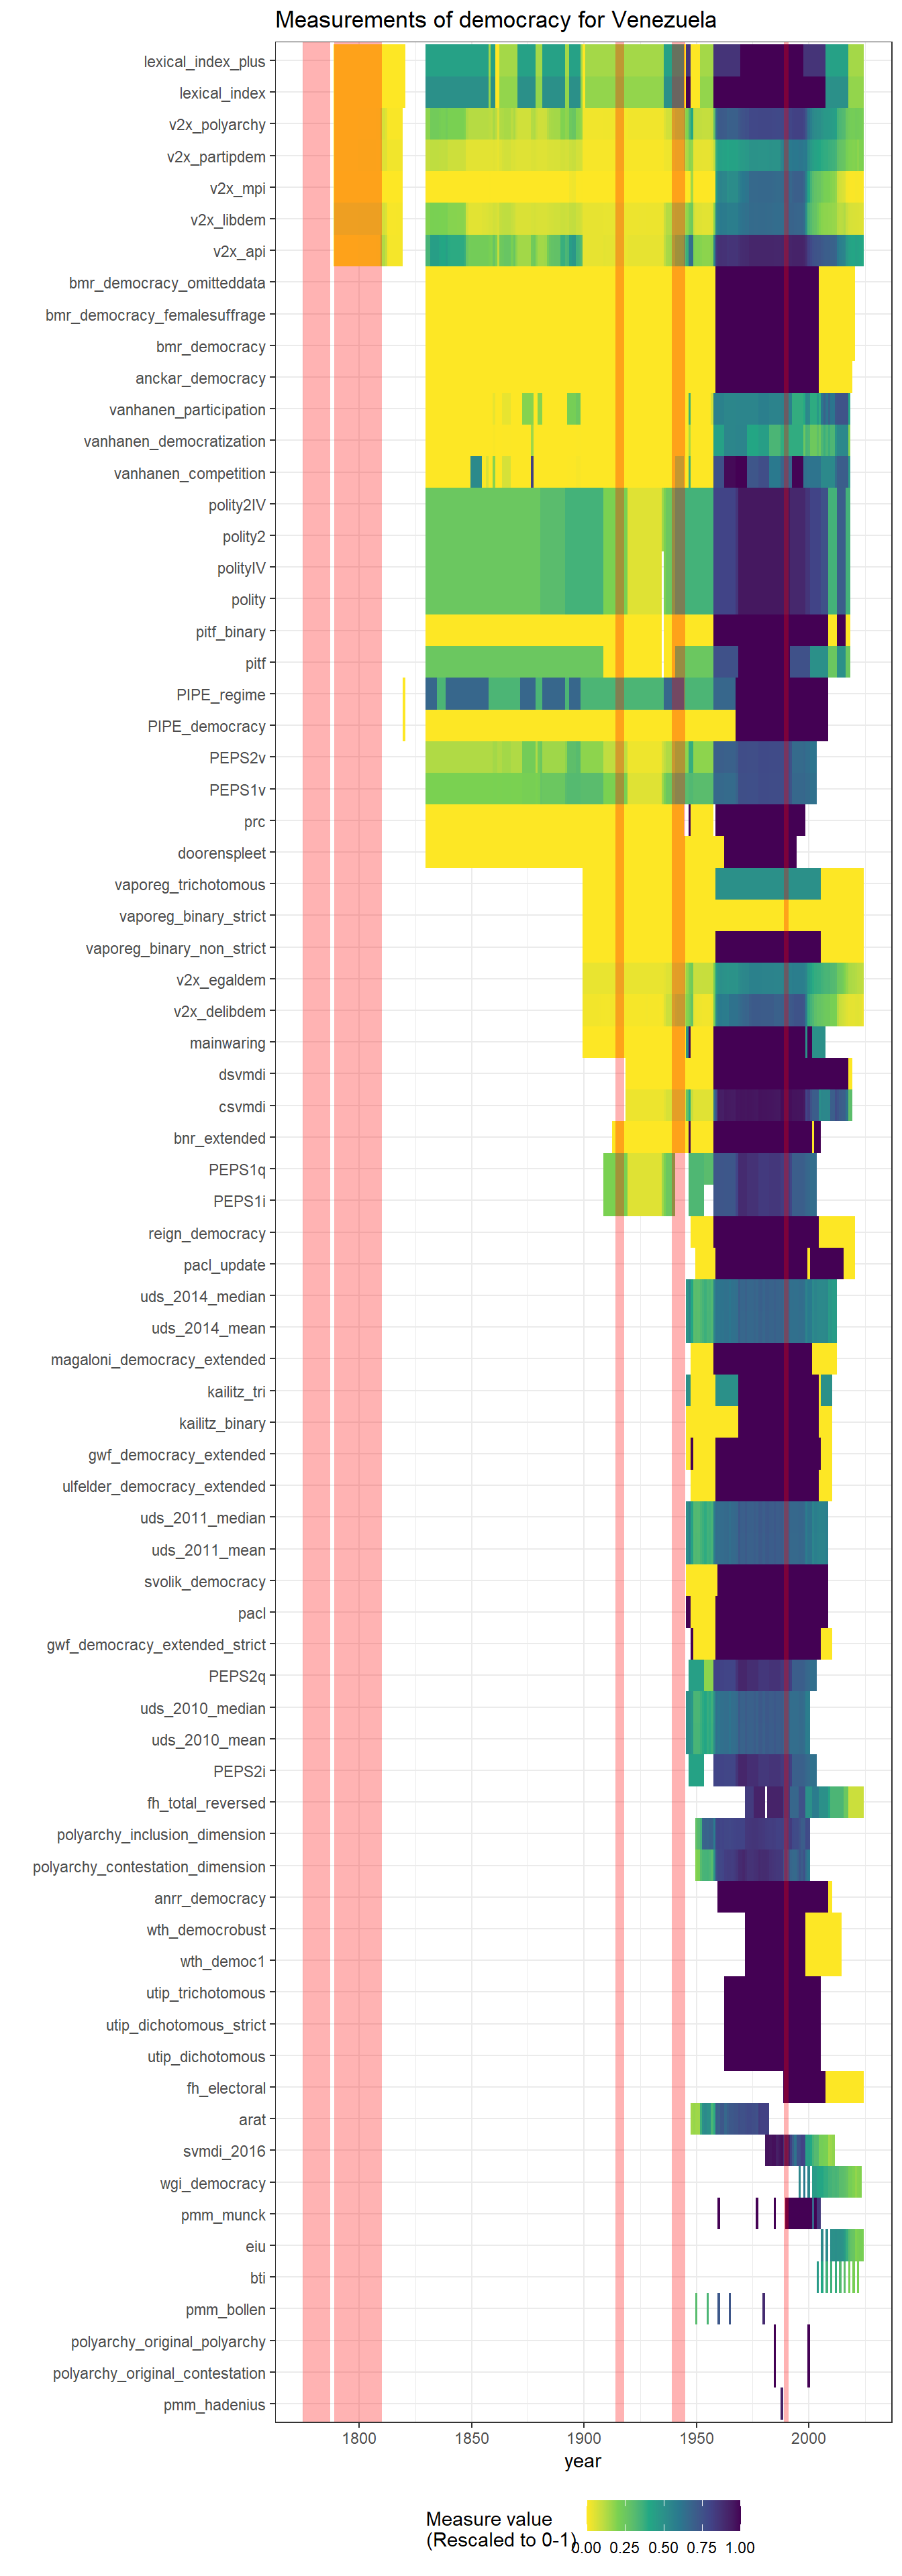 Measurements of democracy for Venezuela
lexical_index_plus
lexical_index
v2x_polyarchy
v2x_partipdem
v2x_mpi
v2x_libdem
v2x_api
bmr_democracy_omitteddata
bmr_democracy_femalesuffrage
bmr_democracy
anckar_democracy
vanhanen_participation
vanhanen_democratization
vanhanen_competition
polity2IV
polity2
polityIV
polity
pitf_binary
pitf
PIPE_regime
PIPE_democracy
PEPS2v
PEPS1v
prc
doorenspleet
vaporeg_trichotomous
vaporeg_binary_strict
vaporeg_binary_non_strict
v2x_egaldem
v2x_delibdem
mainwaring
dsvmdi
csvmdi
bnr_extended
PEPS1q
PEPS1i
reign_democracy
pacl_update
uds_2014_median
uds_2014_mean
magaloni_democracy_extended
kailitz_tri
kailitz_binary
gwf_democracy_extended
ulfelder_democracy_extended
uds_2011_median
uds_2011_mean
svolik_democracy
pacl
gwf_democracy_extended_strict
PEPS2q
uds_2010_median
uds_2010_mean
PEPS2i
fh_total_reversed
polyarchy_inclusion_dimension
polyarchy_contestation_dimension
anrr_democracy
wth_democrobust
wth_democ1
utip_trichotomous
utip_dichotomous_strict
utip_dichotomous
fh_electoral
arat
svmdi_2016
wgi_democracy
pmm_munck
eiu
bti
pmm_bollen
polyarchy_original_polyarchy
polyarchy_original_contestation
pmm_hadenius
1800 1850 1900 1950 2000
year
Measure value
(Rescaled to 0-1)
0.00 0.25 0.50 0.75 1.00